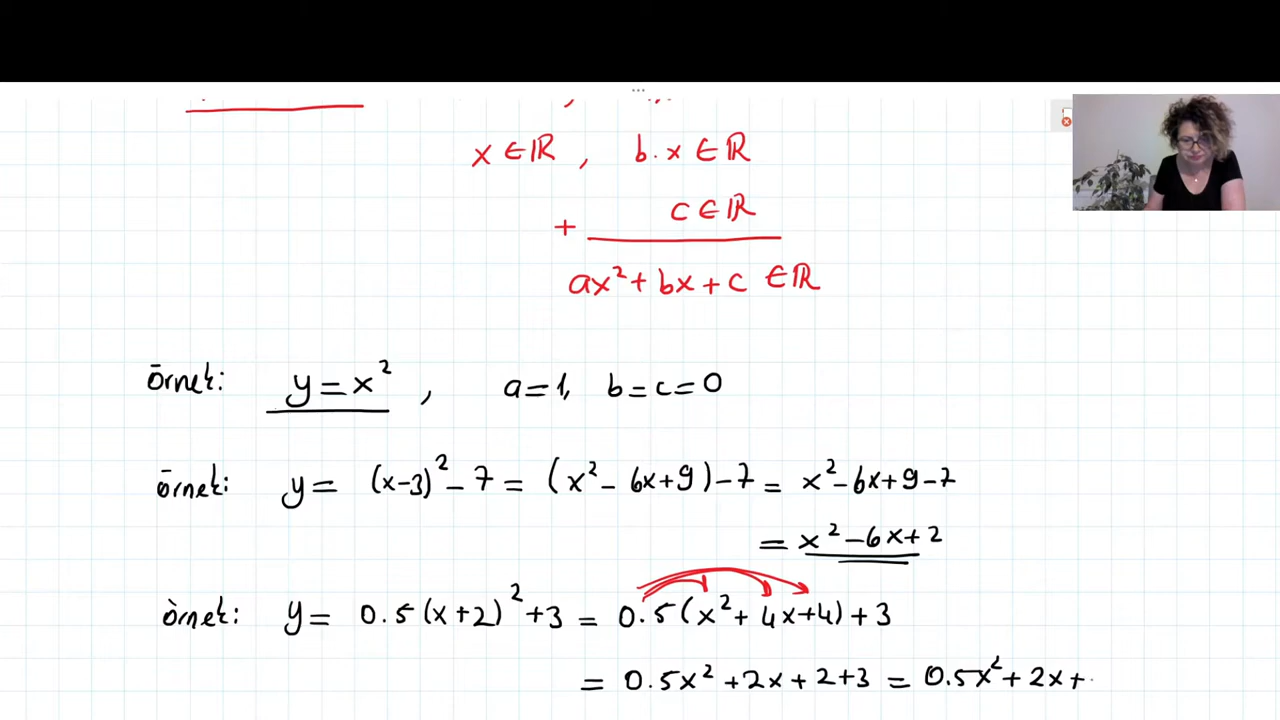 x ∈ ℝ , b.x ∈ ℝ
+ c ∈ ℝ
ax² + bx + c ∈ ℝ
örnek: y = x² , a = 1, b = c = 0
örnek: y = (x-3)² - 7 = (x² - 6x + 9) - 7 = x² - 6x + 9 - 7
= x² - 6x + 2
örnek: y = 0.5(x+2)² + 3 = 0.5(x² + 4x + 4) + 3
= 0.5x² + 2x + 2 + 3 = 0.5x² + 2x +